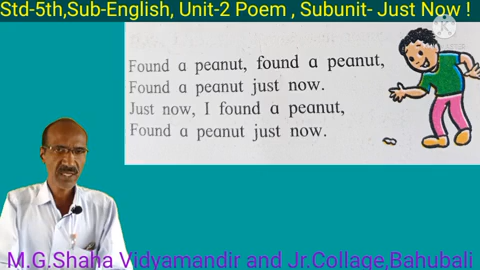 Std-5th,Sub-English, Unit-2 Poem , Subunit- Just Now !
Found a peanut, found a peanut,
Found a peanut just now.
Just now, I found a peanut,
Found a peanut just now.
M.G.Shaha Vidyamandir and Jr.Collage,Bahubali